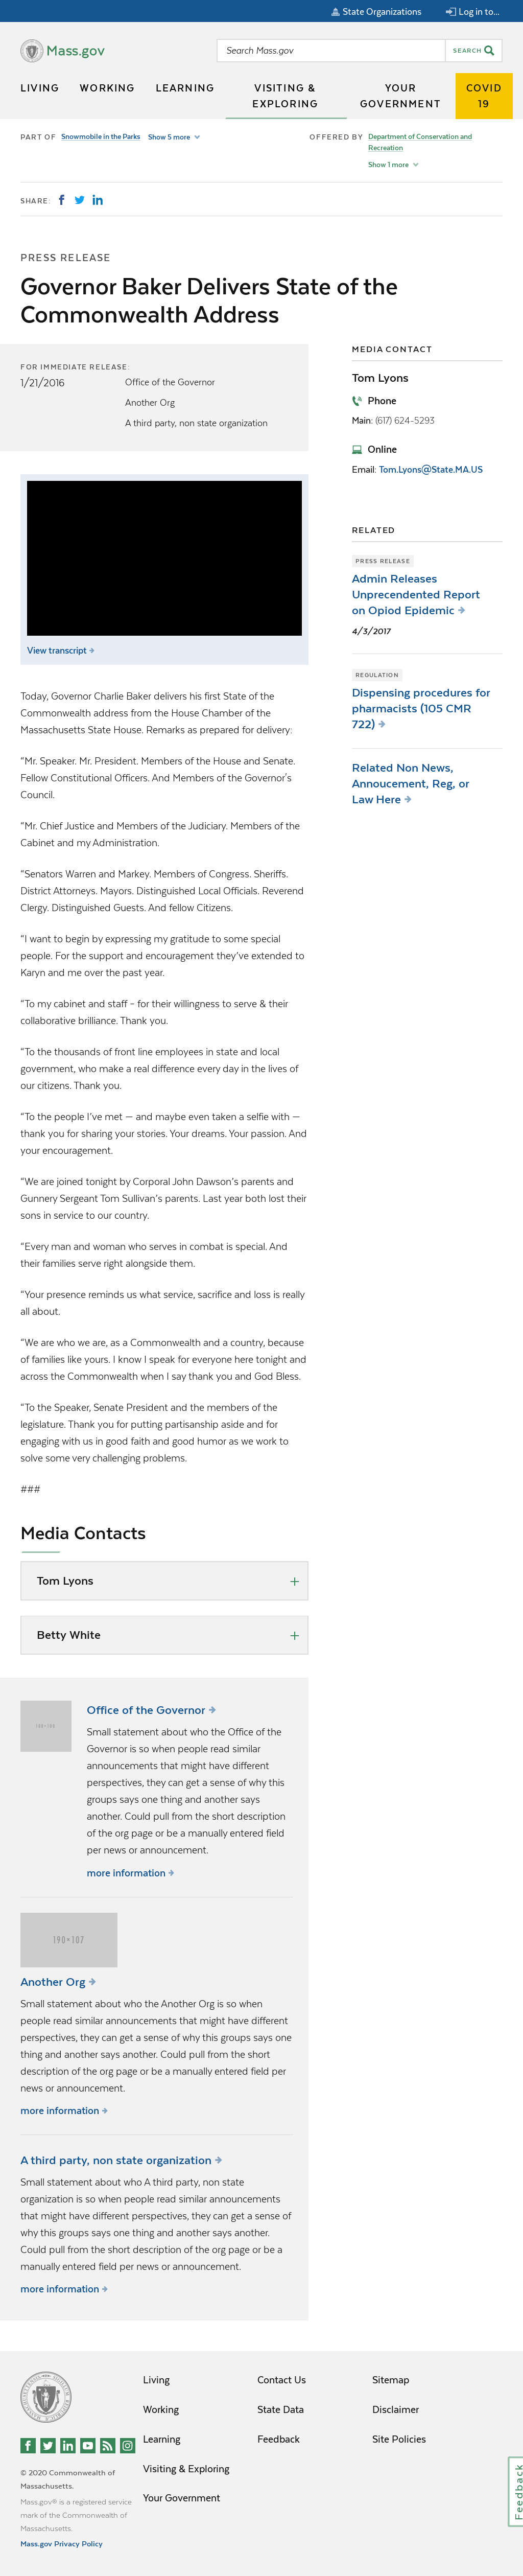 State Organizations
Log in to...
Mass.gov
Search Mass.gov
SEARCH
LIVING
WORKING
LEARNING
VISITING &
EXPLORING
YOUR
GOVERNMENT
COVID
19
PART OF
Snowmobile in the Parks
Show 5 more
OFFERED BY
Department of Conservation and
Recreation
Show 1 more
SHARE:
PRESS RELEASE
Governor Baker Delivers State of the
Commonwealth Address
FOR IMMEDIATE RELEASE:
1/21/2016
Office of the Governor
Another Org
A third party, non state organization
View transcript
Today, Governor Charlie Baker delivers his first State of the
Commonwealth address from the House Chamber of the
Massachusetts State House. Remarks as prepared for delivery:
"Mr. Speaker. Mr. President. Members of the House and Senate.
Fellow Constitutional Officers. And Members of the Governor's
Council.
"Mr. Chief Justice and Members of the Judiciary. Members of the
Cabinet and my Administration.
"Senators Warren and Markey. Members of Congress. Sheriffs.
District Attorneys. Mayors. Distinguished Local Officials. Reverend
Clergy. Distinguished Guests. And fellow Citizens.
"I want to begin by expressing my gratitude to some special
people. For the support and encouragement they've extended to
Karyn and me over the past year.
"To my cabinet and staff – for their willingness to serve & their
collaborative brilliance. Thank you.
"To the thousands of front line employees in state and local
government, who make a real difference every day in the lives of
our citizens. Thank you.
"To the people I've met — and maybe even taken a selfie with —
thank you for sharing your stories. Your dreams. Your passion. And
your encouragement.
"We are joined tonight by Corporal John Dawson's parents and
Gunnery Sergeant Tom Sullivan's parents. Last year both lost their
sons in service to our country.
"Every man and woman who serves in combat is special. And
their families serve right alongside them.
"Your presence reminds us what service, sacrifice and loss is really
all about.
"We are who we are, as a Commonwealth and a country, because
of families like yours. I know I speak for everyone here tonight and
across the Commonwealth when I say thank you and God Bless.
"To the Speaker, Senate President and the members of the
legislature. Thank you for putting partisanship aside and for
engaging with us in good faith and good humor as we work to
solve some very challenging problems.
###
Media Contacts
Tom Lyons
Betty White
100×100
Office of the Governor
Small statement about who the Office of the
Governor is so when people read similar
announcements that might have different
perspectives, they can get a sense of why this
groups says one thing and another says
another. Could pull from the short description
of the org page or be a manually entered field
per news or announcement.
more information
190×107
Another Org
Small statement about who the Another Org is so when
people read similar announcements that might have different
perspectives, they can get a sense of why this groups says one
thing and another says another. Could pull from the short
description of the org page or be a manually entered field per
news or announcement.
more information
A third party, non state organization
Small statement about who A third party, non state
organization is so when people read similar announcements
that might have different perspectives, they can get a sense of
why this groups says one thing and another says another.
Could pull from the short description of the org page or be a
manually entered field per news or announcement.
more information
MEDIA CONTACT
Tom Lyons
Phone
Main: (617) 624-5293
Online
Email: Tom.Lyons@State.MA.US
RELATED
PRESS RELEASE
Admin Releases
Unprecendented Report
on Opiod Epidemic
4/3/2017
REGULATION
Dispensing procedures for
pharmacists (105 CMR
722)
Related Non News,
Annoucement, Reg, or
Law Here
© 2020 Commonwealth of
Massachusetts.
Mass.gov® is a registered service
mark of the Commonwealth of
Massachusetts.
Mass.gov Privacy Policy
Living
Working
Learning
Visiting & Exploring
Your Government
Contact Us
State Data
Feedback
Sitemap
Disclaimer
Site Policies
Feedback